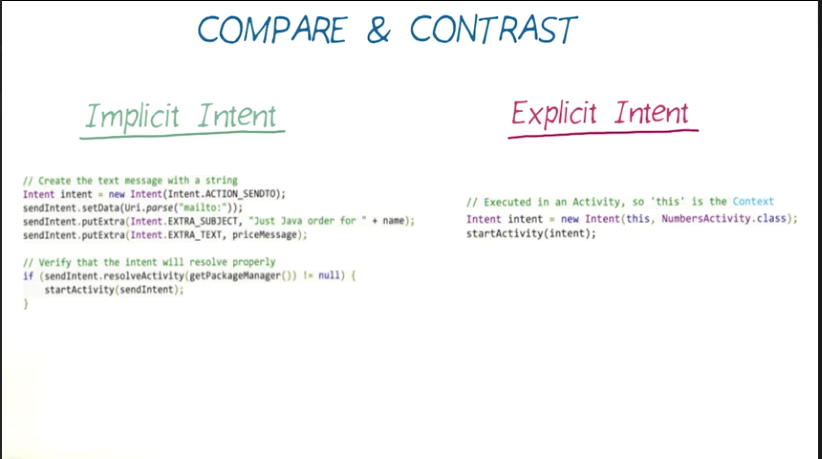 COMPARE & CONTRAST
Implicit Intent
// Create the text message with a string
Intent intent = new Intent(Intent.ACTION_SENDTO);
sendIntent.setData(Uri.parse("mailto:"));
sendIntent.putExtra(Intent.EXTRA_SUBJECT, "Just Java order for " + name);
sendIntent.putExtra(Intent.EXTRA_TEXT, priceMessage);
// Verify that the intent will resolve properly
if (sendIntent.resolveActivity(getPackageManager()) != null) {
    startActivity(sendIntent);
}
Explicit Intent
// Executed in an Activity, so 'this' is the Context
Intent intent = new Intent(this, NumbersActivity.class);
startActivity(intent);